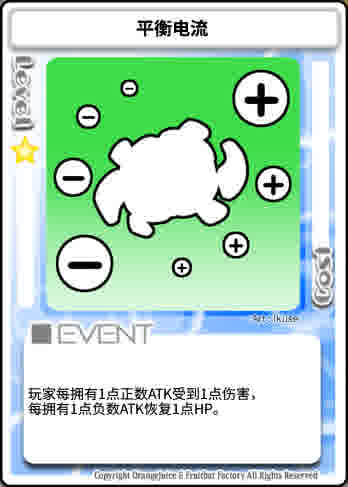 平衡电流
Level
Cost
Art: Ikuse
EVENT
玩家每拥有1点正数ATK受到1点伤害，
每拥有1点负数ATK恢复1点HP。
Copyright OrangeJuice & Fruitbat Factory All Rights Reserved